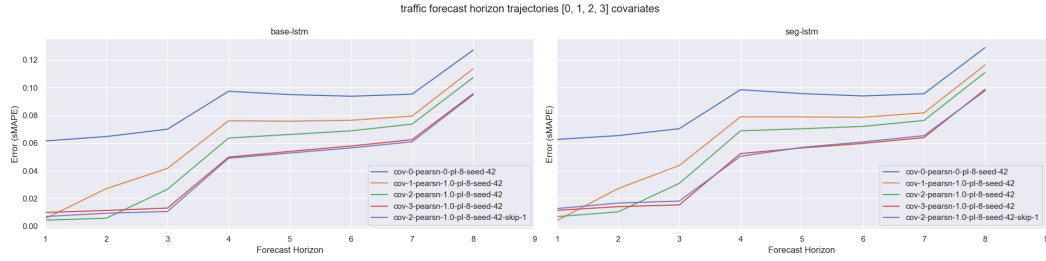 traffic forecast horizon trajectories [0, 1, 2, 3] covariates
base-lstm
Error (sMAPE)
0.12
0.10
0.08
0.06
0.04
0.02
0.00
cov-0-pearsn-0-pl-8-seed-42
cov-1-pearsn-1.0-pl-8-seed-42
cov-2-pearsn-1.0-pl-8-seed-42
cov-3-pearsn-1.0-pl-8-seed-42
cov-2-pearsn-1.0-pl-8-seed-42-skip-1
1 2 3 4 5 6 7 8 9
Forecast Horizon
seg-lstm
Error (sMAPE)
cov-0-pearsn-0-pl-8-seed-42
cov-1-pearsn-1.0-pl-8-seed-42
cov-2-pearsn-1.0-pl-8-seed-42
cov-3-pearsn-1.0-pl-8-seed-42
cov-2-pearsn-1.0-pl-8-seed-42-skip-1
1 2 3 4 5 6 7 8 9
Forecast Horizon